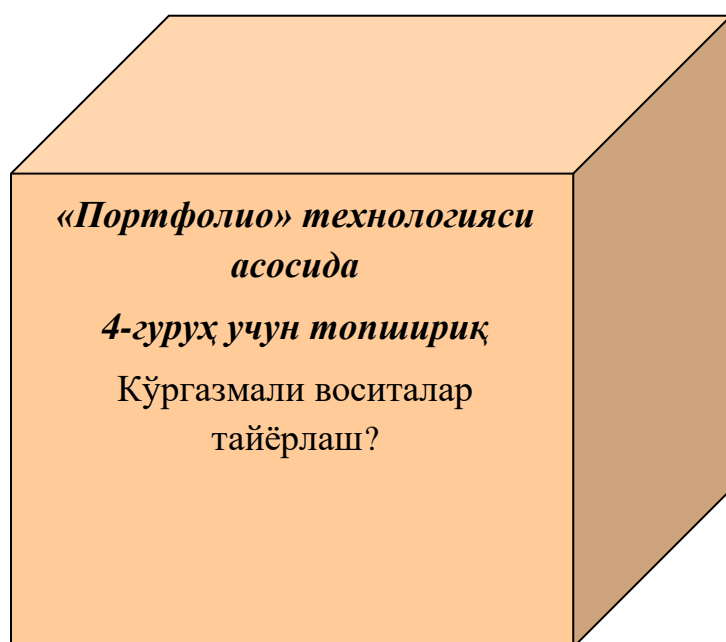 «Портфолио» технологияси
асосида
4-гуруҳ учун топшириқ
Кўргазмали воситалар
тайёрлаш?